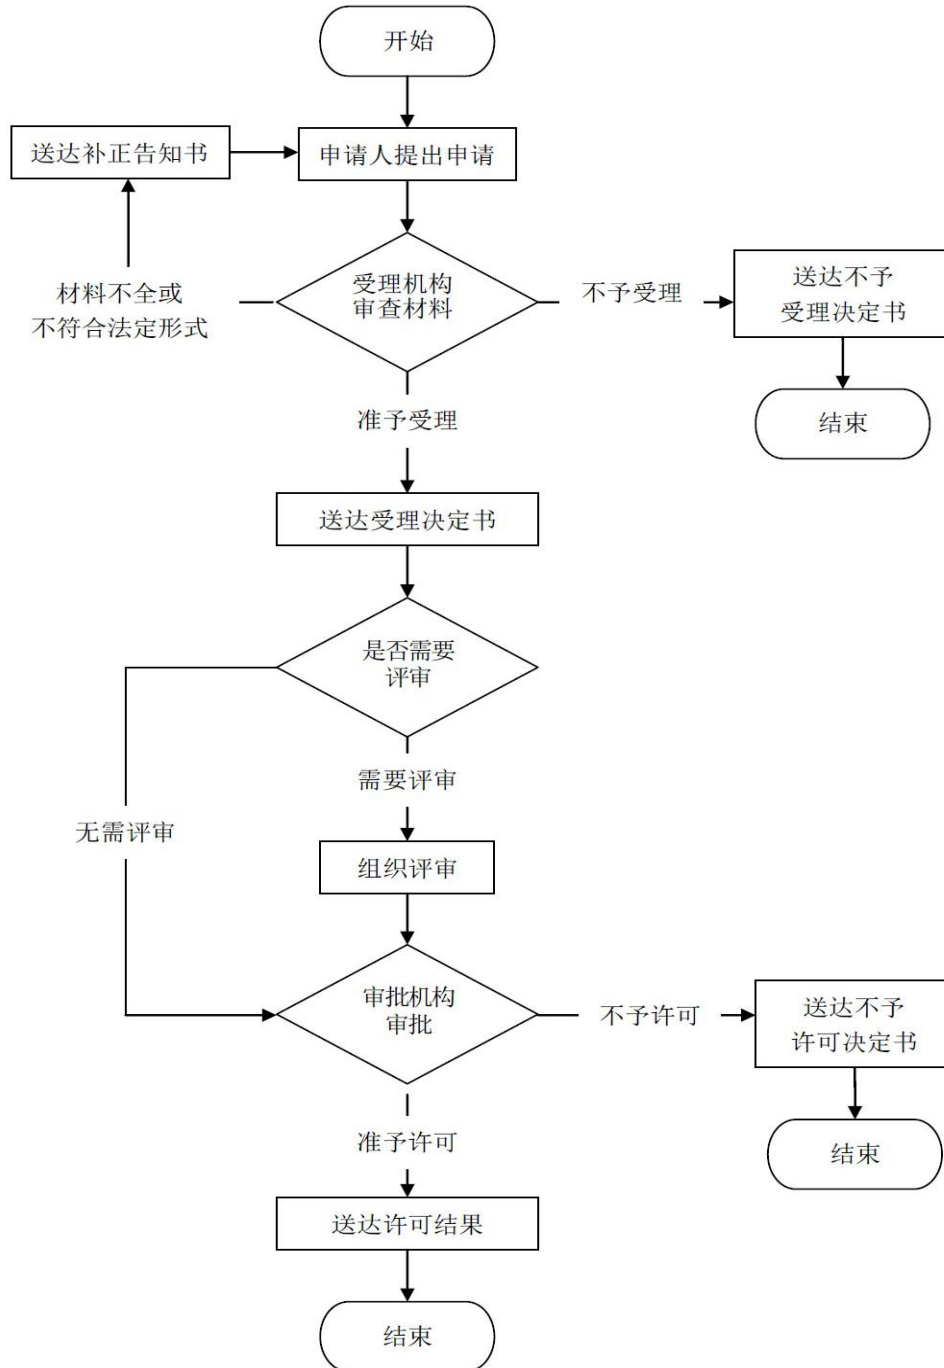 开始
送达补正告知书
申请人提出申请
材料不全或
不符合法定形式
受理机构
审查材料
不予受理
送达不予
受理决定书
结束
准予受理
送达受理决定书
是否需要
评审
需要评审
无需评审
组织评审
审批机构
审批
不予许可
送达不予
许可决定书
结束
准予许可
送达许可结果
结束